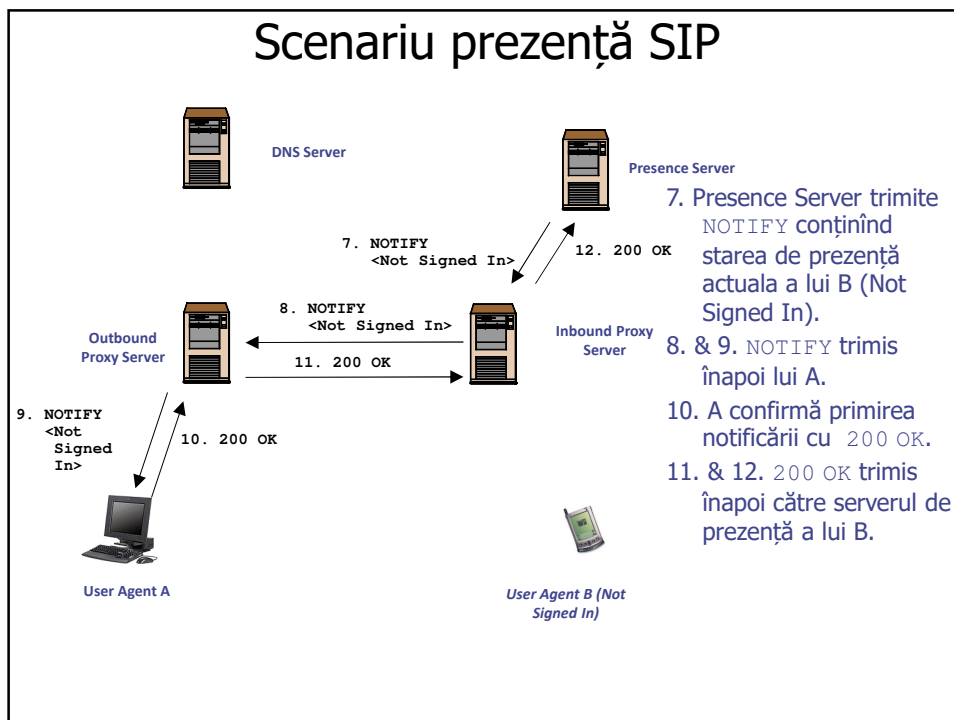 Scenariu prezență SIP
DNS Server
Presence Server
7. NOTIFY
<Not Signed In>
12. 200 OK
8. NOTIFY
<Not Signed In>
Outbound
Proxy Server
Inbound Proxy
Server
11. 200 OK
9. NOTIFY
<Not
Signed
In>
10. 200 OK
User Agent A
User Agent B (Not
Signed In)
7. Presence Server trimite
NOTIFY conținînd
starea de prezență
actuala a lui B (Not
Signed In).
8. & 9. NOTIFY trimis
înapoi lui A.
10. A confirmă primirea
notificării cu 200 OK.
11. & 12. 200 OK trimis
înapoi către serverul de
prezență a lui B.